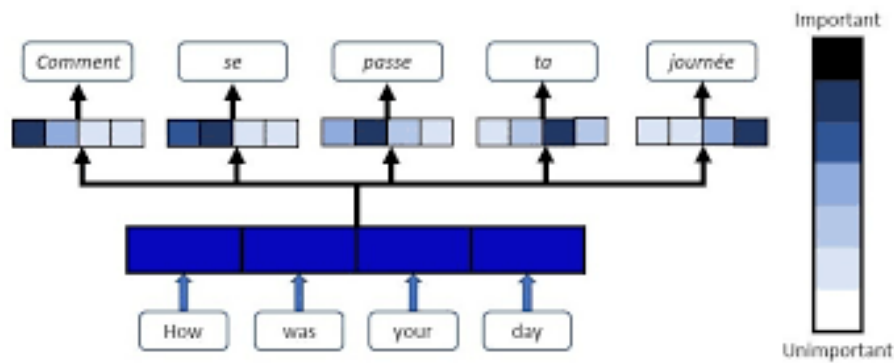 Important
Comment se passe ta journée
How was your day
Unimportant